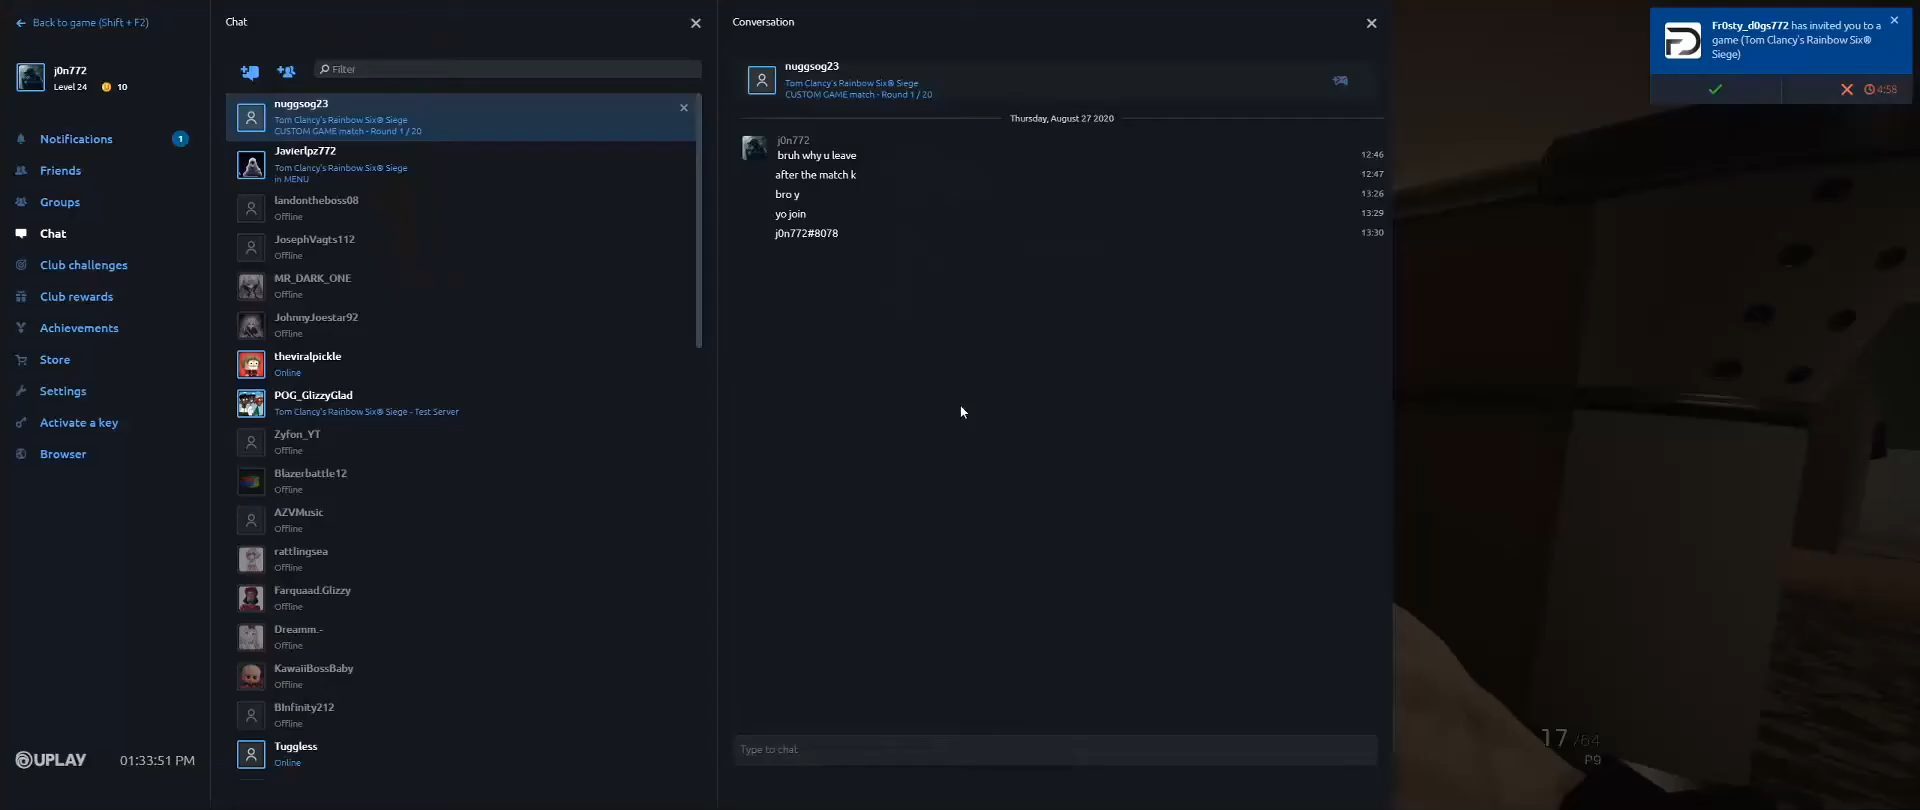 Back to game (Shift + F2)
j0n772
Level 24 10
Notifications 1
Friends
Groups
Chat
Club challenges
Club rewards
Achievements
Store
Settings
Activate a key
Browser
UPLAY 01:33:51 PM
Chat
Filter
nuggsog23
Tom Clancy's Rainbow Six® Siege
CUSTOM GAME match - Round 1 / 20
Javierlpz772
Tom Clancy's Rainbow Six® Siege
in MENU
landontheboss08
Offline
JosephVagts112
Offline
MR_DARK_ONE
Offline
JohnnyJoestar92
Offline
theviralpickle
Online
POG_GlizzyGlad
Tom Clancy's Rainbow Six® Siege - Test Server
Zyfon_YT
Offline
Blazerbattle12
Offline
AZVMusic
Offline
rattlingsea
Offline
Farquaad.Glizzy
Offline
Dreamm.-
Offline
KawaiiBossBaby
Offline
BInfinity212
Offline
Tuggless
Online
Conversation
nuggsog23
Tom Clancy's Rainbow Six® Siege
CUSTOM GAME match - Round 1 / 20
Thursday, August 27 2020
j0n772
bruh why u leave 12:46
after the match k 12:47
bro y 13:26
yo join 13:29
j0n772#8078 13:30
Type to chat
Fr0sty_d0gs772 has invited you to a
game (Tom Clancy's Rainbow Six®
Siege)
4:58
17/64
P9